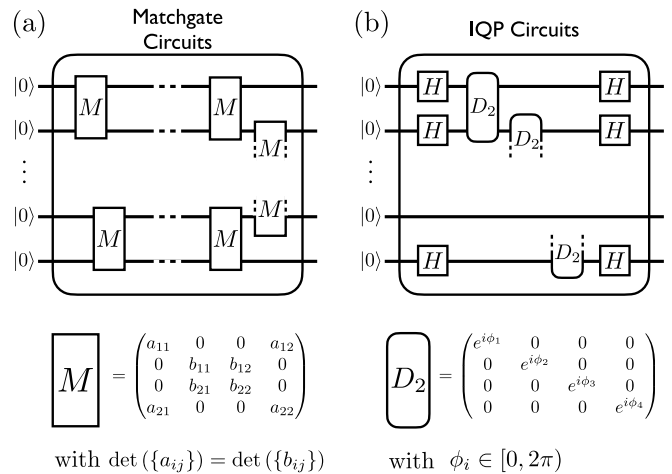 (a) Matchgate Circuits
|0⟩ M M
|0⟩ M
⋮
|0⟩ M M M
|0⟩
M = ( a₁₁ 0 0 a₁₂
0 b₁₁ b₁₂ 0
0 b₂₁ b₂₂ 0
a₂₁ 0 0 a₂₂ )
with det ({aᵢⱼ}) = det ({bᵢⱼ})
(b) IQP Circuits
|0⟩ H D₂ H
|0⟩ H D₂ H
⋮
|0⟩
|0⟩ H D₂ H
D₂ = ( e^{iϕ₁} 0 0 0
0 e^{iϕ₂} 0 0
0 0 e^{iϕ₃} 0
0 0 0 e^{iϕ₄} )
with ϕᵢ ∈ [0, 2π)